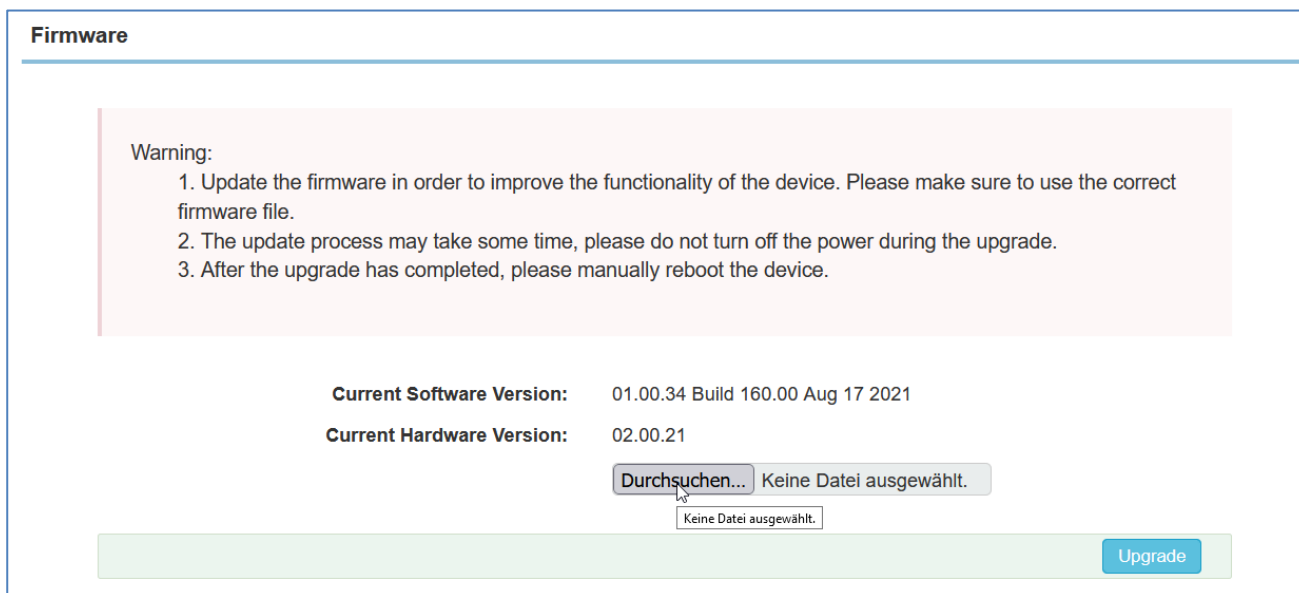 Firmware
Warning:
1. Update the firmware in order to improve the functionality of the device. Please make sure to use the correct
firmware file.
2. The update process may take some time, please do not turn off the power during the upgrade.
3. After the upgrade has completed, please manually reboot the device.
Current Software Version: 01.00.34 Build 160.00 Aug 17 2021
Current Hardware Version: 02.00.21
Durchsuchen... Keine Datei ausgewählt.
Keine Datei ausgewählt.
Upgrade